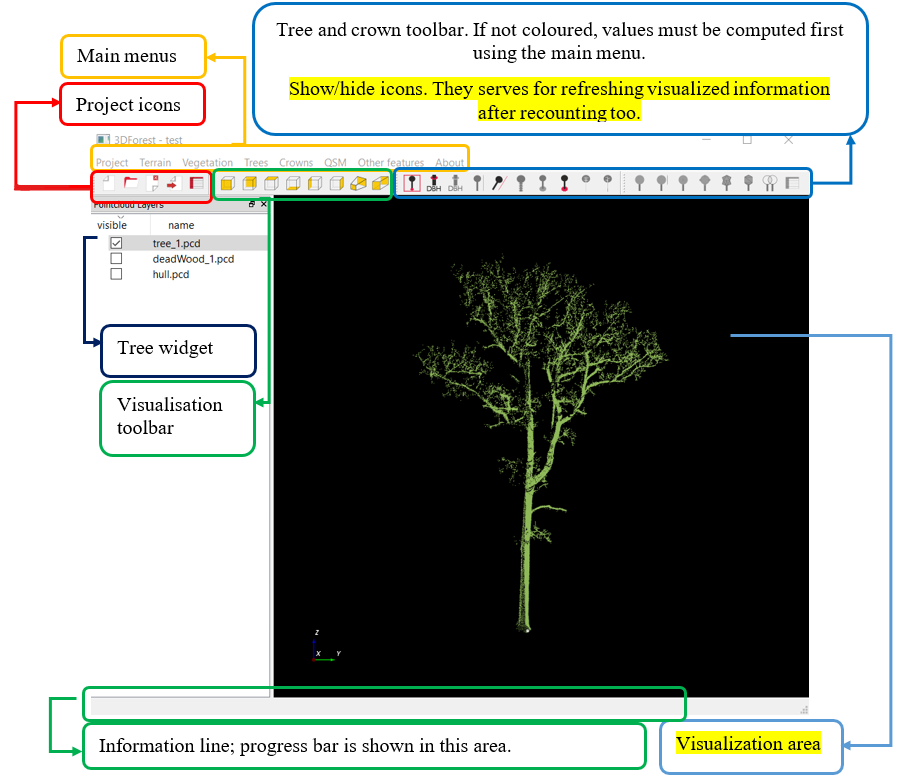 Tree and crown toolbar. If not coloured, values must be computed first
using the main menu.
Show/hide icons. They serves for refreshing visualized information
after recounting too.
Main menus
Project icons
3DForest - test
Project Terrain Vegetation Trees Crowns QSM Other features About
DBH DBH
Pointcloud Layers
visible name
tree_1.pcd
deadWood_1.pcd
hull.pcd
Tree widget
Visualisation
toolbar
Z
X Y
Information line; progress bar is shown in this area.
Visualization area